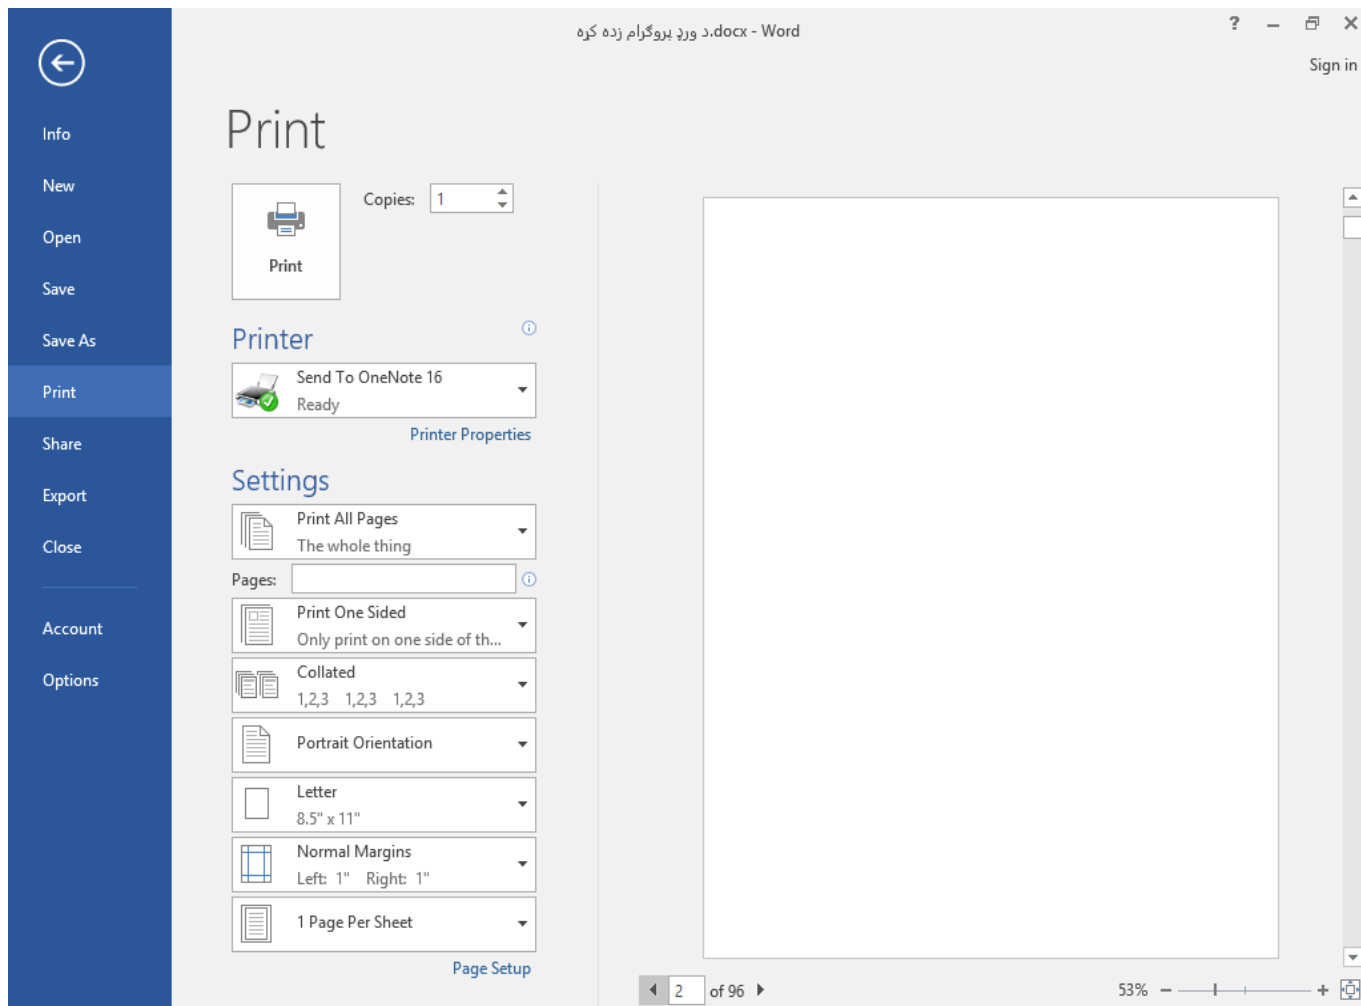 د ورډ پروګرام زده کړه.docx - Word
?
Sign in
Info
New
Open
Save
Save As
Print
Share
Export
Close
Account
Options
Print
Print
Copies: 1
Printer
Send To OneNote 16
Ready
Printer Properties
Settings
Print All Pages
The whole thing
Pages:
Print One Sided
Only print on one side of th...
Collated
1,2,3 1,2,3 1,2,3
Portrait Orientation
Letter
8.5" x 11"
Normal Margins
Left: 1" Right: 1"
1 Page Per Sheet
Page Setup
2 of 96
53%